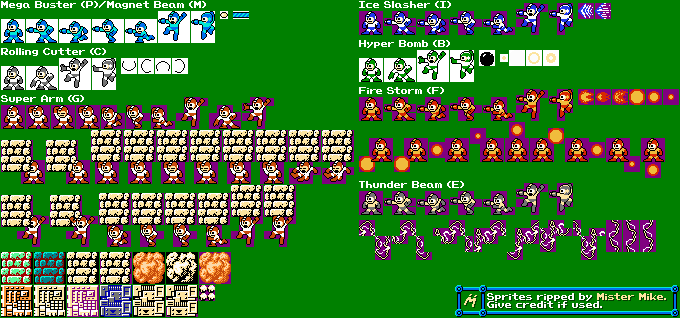 Mega Buster (P)/Magnet Beam (M)
Rolling Cutter (C)
Super Arm (G)
Ice Slasher (I)
Hyper Bomb (B)
Fire Storm (F)
Thunder Beam (E)
M Sprites ripped by Mister Mike.
Give credit if used.